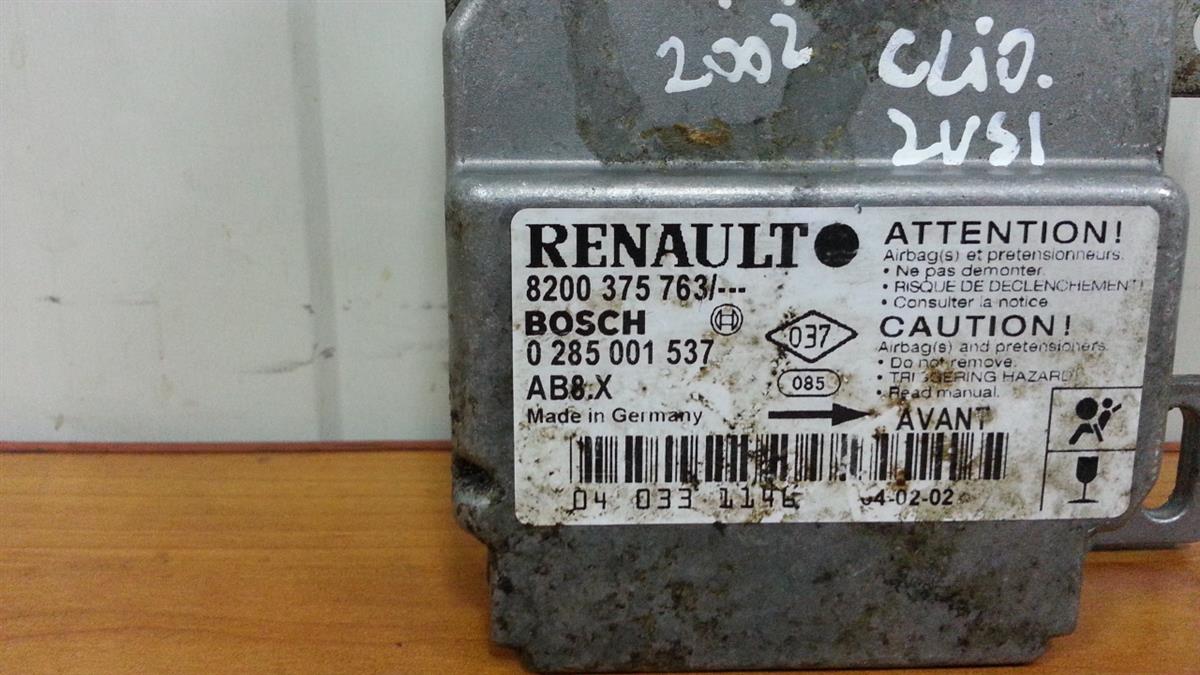 2002 CLiO.
2VSI
RENAULT
8200 375 763/---
BOSCH
0 285 001 537
AB8.X
Made in Germany
037
085
ATTENTION!
Airbag(s) et pretensionneurs.
• Ne pas demonter.
• RISQUE DE DECLENCHEMENT!
• Consulter la notice.
CAUTION!
Airbag(s) and pretensioners.
• Do not remove.
• TRIGGERING HAZARD!
• Read manual.
AVANT
04 033 1146 04-02-02